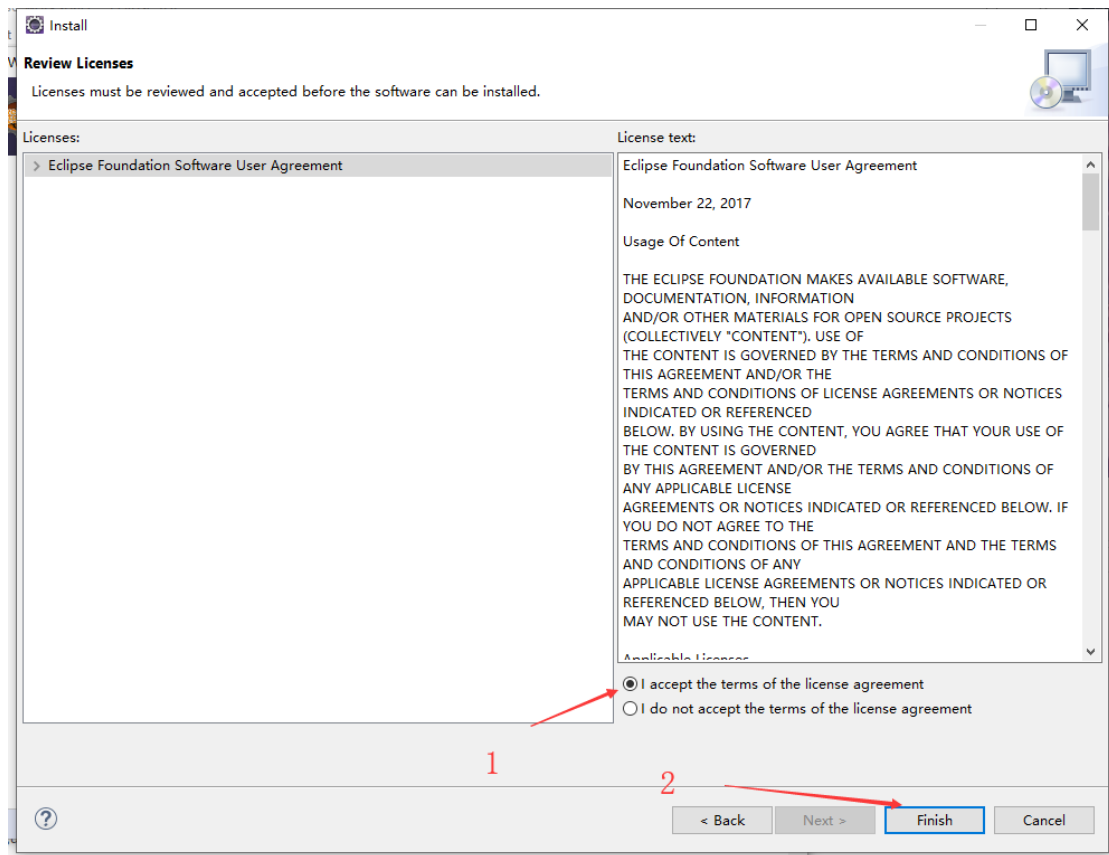 Install
Review Licenses
Licenses must be reviewed and accepted before the software can be installed.
Licenses:
Eclipse Foundation Software User Agreement
License text:
Eclipse Foundation Software User Agreement
November 22, 2017
Usage Of Content
THE ECLIPSE FOUNDATION MAKES AVAILABLE SOFTWARE,
DOCUMENTATION, INFORMATION
AND/OR OTHER MATERIALS FOR OPEN SOURCE PROJECTS
(COLLECTIVELY "CONTENT"). USE OF
THE CONTENT IS GOVERNED BY THE TERMS AND CONDITIONS OF
THIS AGREEMENT AND/OR THE
TERMS AND CONDITIONS OF LICENSE AGREEMENTS OR NOTICES
INDICATED OR REFERENCED
BELOW. BY USING THE CONTENT, YOU AGREE THAT YOUR USE OF
THE CONTENT IS GOVERNED
BY THIS AGREEMENT AND/OR THE TERMS AND CONDITIONS OF
ANY APPLICABLE LICENSE
AGREEMENTS OR NOTICES INDICATED OR REFERENCED BELOW. IF
YOU DO NOT AGREE TO THE
TERMS AND CONDITIONS OF THIS AGREEMENT AND THE TERMS
AND CONDITIONS OF ANY
APPLICABLE LICENSE AGREEMENTS OR NOTICES INDICATED OR
REFERENCED BELOW, THEN YOU
MAY NOT USE THE CONTENT.
Applicable Licenses
I accept the terms of the license agreement
I do not accept the terms of the license agreement
1
2
?
< Back
Next >
Finish
Cancel